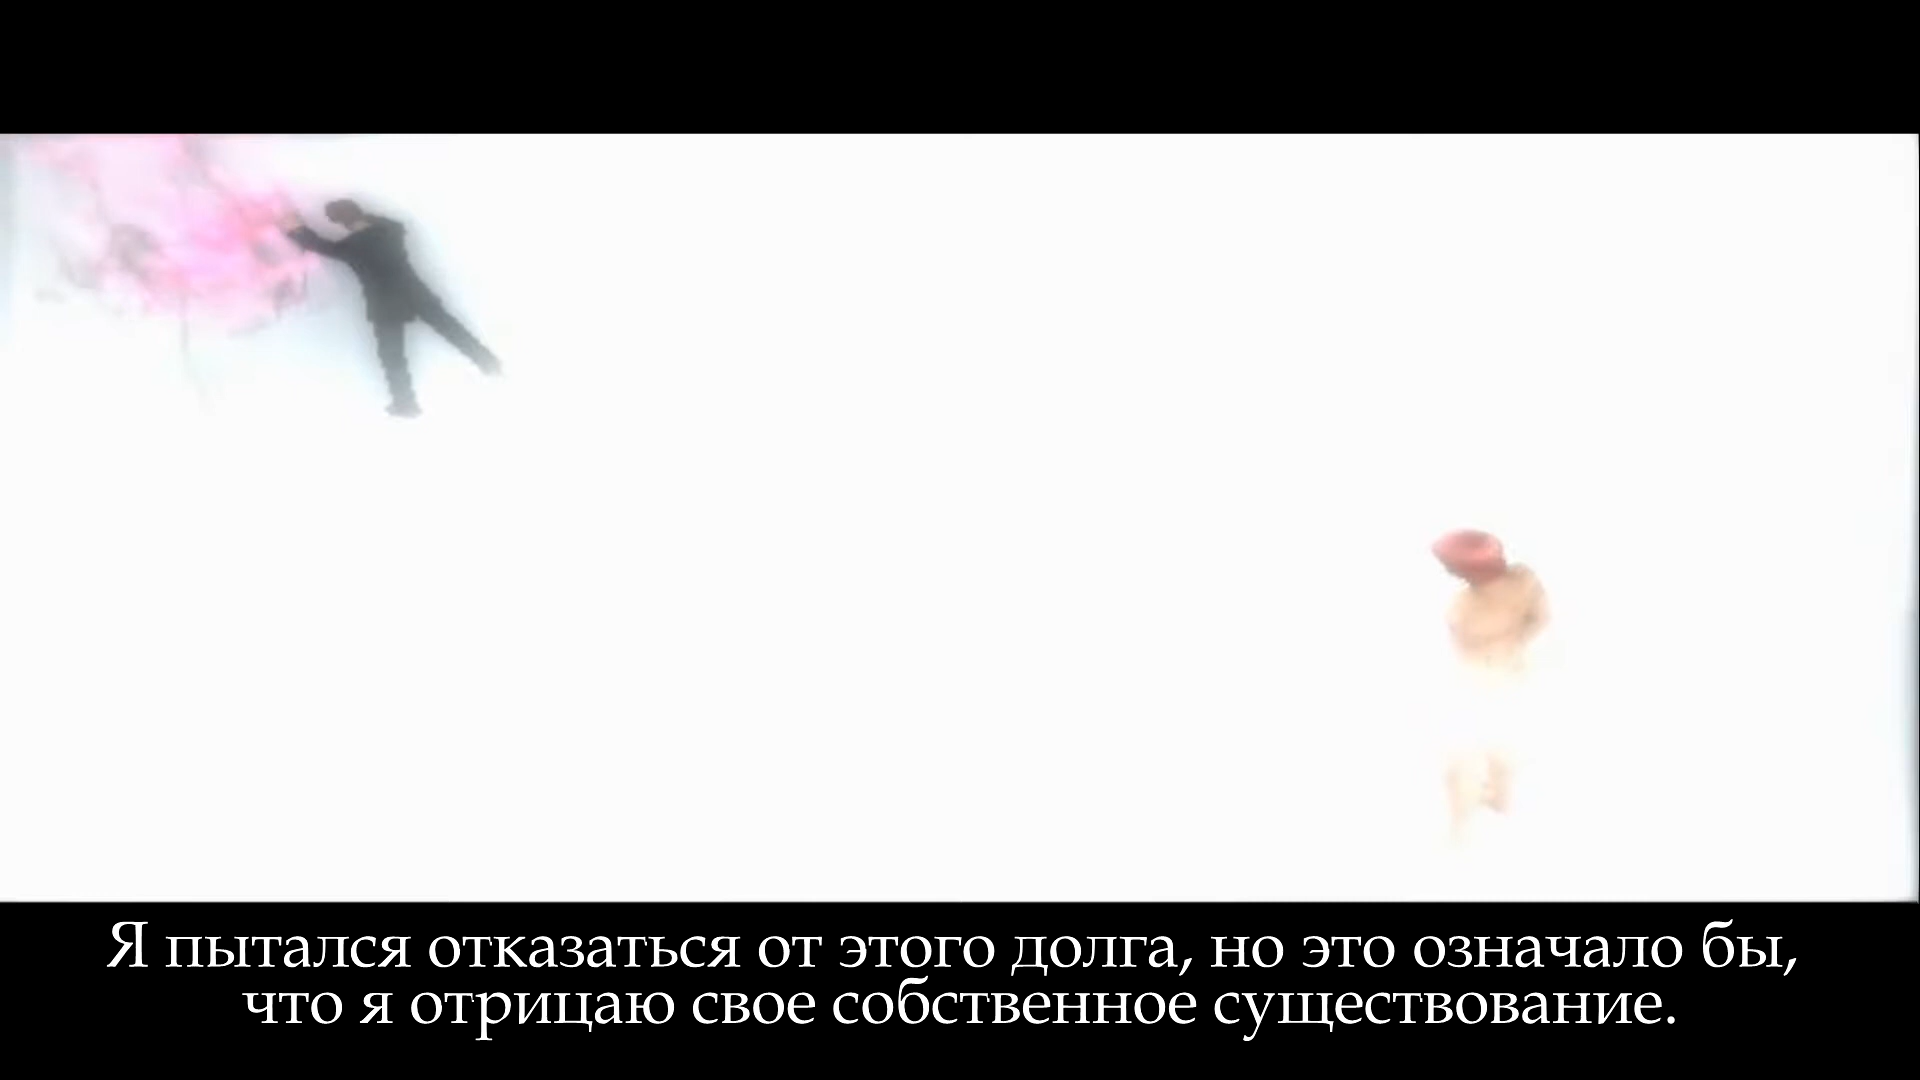 Я пытался отказаться от этого долга, но это означало бы,
что я отрицаю свое собственное существование.